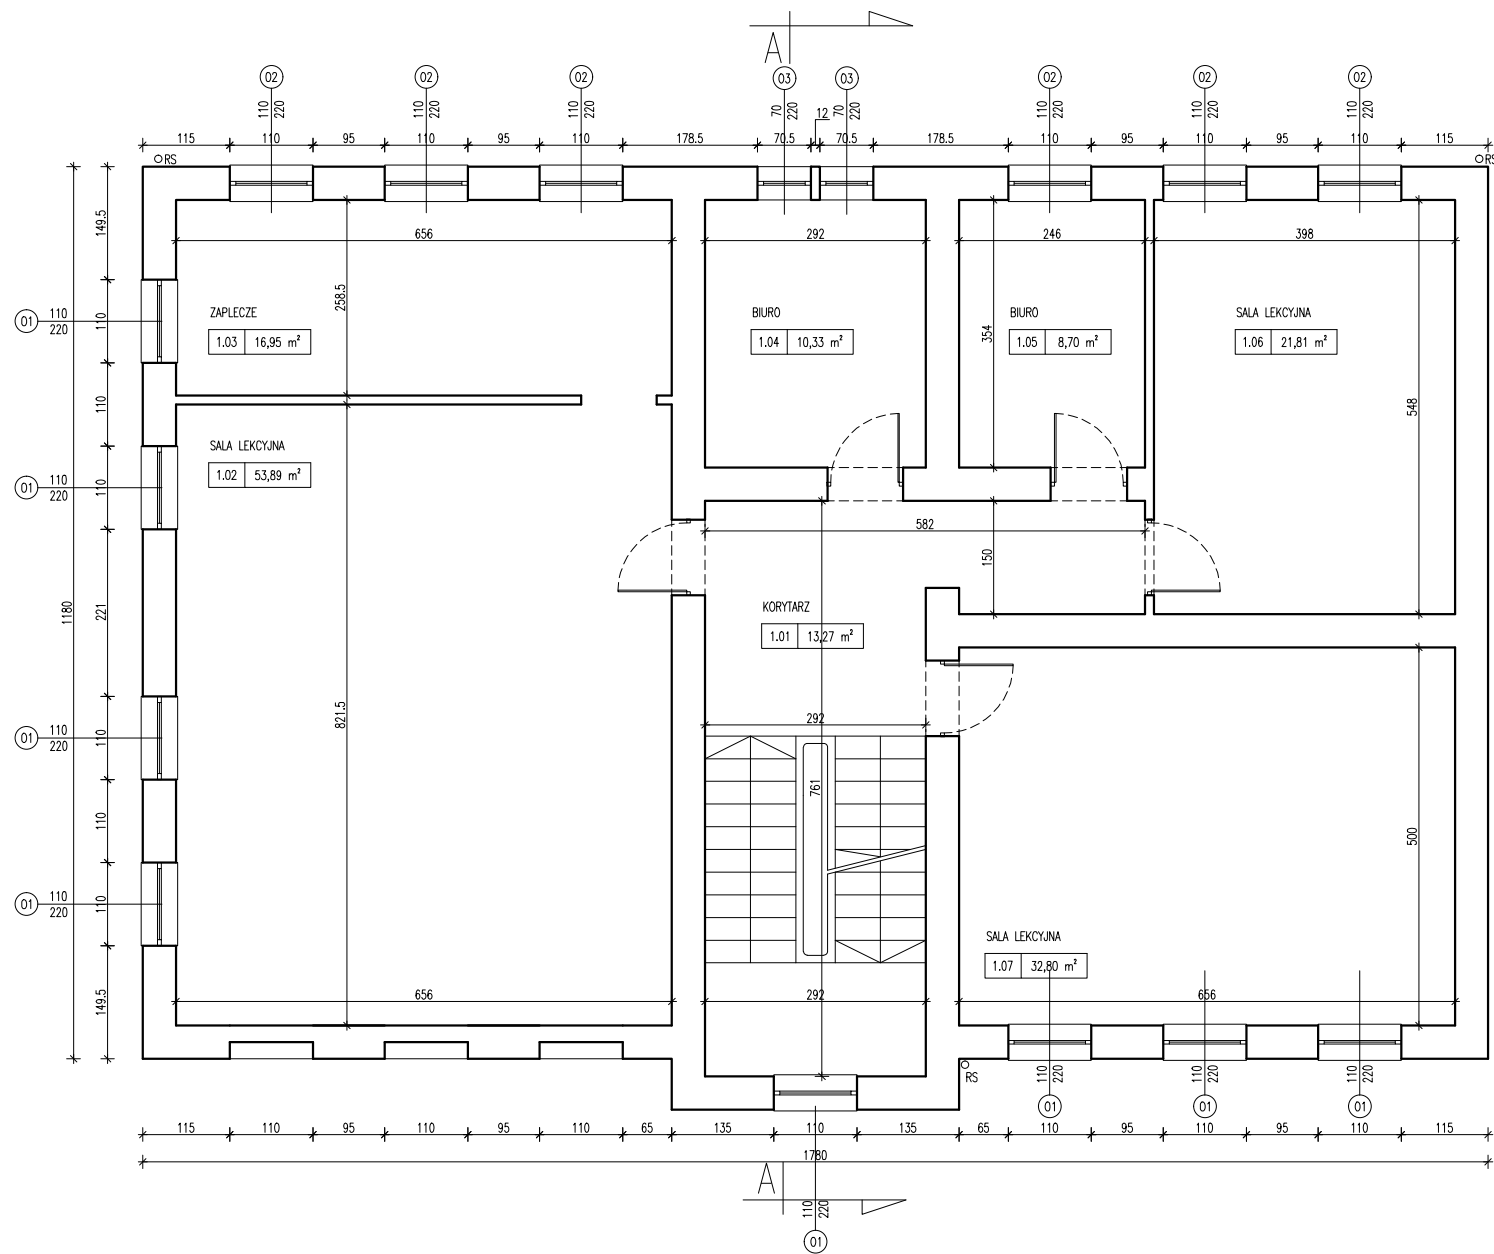 A
02 02 02 03 03 02 02 02
110 110 110 70 70 110 110 110
220 220 220 220 220 220 220 220
12
115 110 95 110 95 110 178.5 70.5 70.5 178.5 110 95 110 95 110 115
RS RS
149.5
656 292 246 398
258.5
ZAPLECZE BIURO BIURO SALA LEKCYJNA
1.03 16,95 m² 1.04 10,33 m² 1.05 8,70 m² 1.06 21,81 m²
01 110
220
110
354
110
548
SALA LEKCYJNA
1.02 53,89 m²
01 110
220
110
582
150
1180
221
KORYTARZ
1.01 13,27 m²
821.5
292
01 110
220
110
761
110
500
01 110
220
110
SALA LEKCYJNA
1.07 32,80 m²
149.5
656 292 656
RS
110 110 110
220 220 220
01 01 01
115 110 95 110 95 110 65 135 110 135 65 110 95 110 95 110 115
1780
A
110
220
01